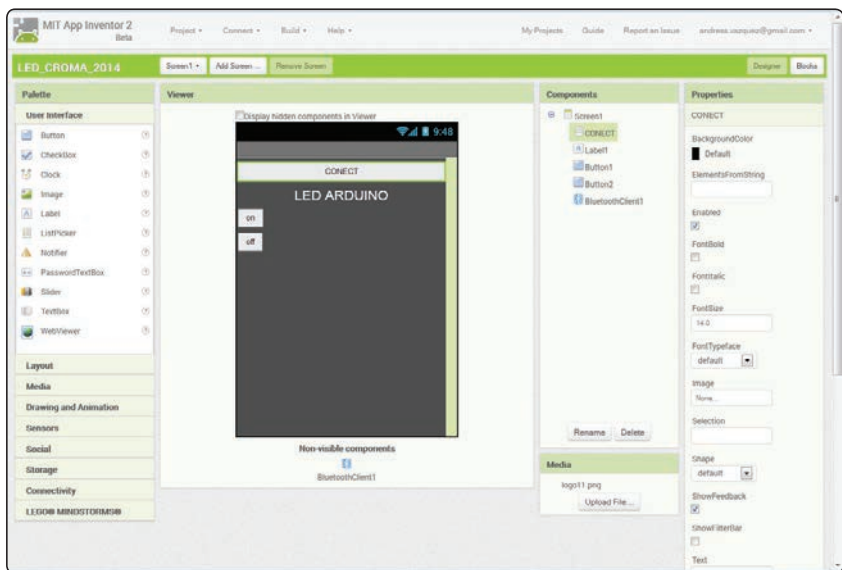 MIT App Inventor 2
Beta
Project Connect Build Help
My Projects Guide Report an Issue andress.vazquez@gmail.com
LED_CROMA_2014
Screen1 Add Screen ... Remove Screen
Designer Blocks
Palette
User Interface
Button
CheckBox
Clock
Image
Label
ListPicker
Notifier
PasswordTextBox
Slider
TextBox
WebViewer
Layout
Media
Drawing and Animation
Sensors
Social
Storage
Connectivity
LEGO® MINDSTORMS®
Viewer
Display hidden components in Viewer
9:48
CONECT
LED ARDUINO
on
off
Non-visible components
BluetoothClient1
Components
Screen1
CONECT
Label1
Button1
Button2
BluetoothClient1
Rename Delete
Media
logo11.png
Upload File ...
Properties
CONECT
BackgroundColor
Default
ElementsFromString
Enabled
FontBold
FontItalic
FontSize
14.0
FontTypeface
default
Image
None...
Selection
Shape
default
ShowFeedback
ShowFilterBar
Text